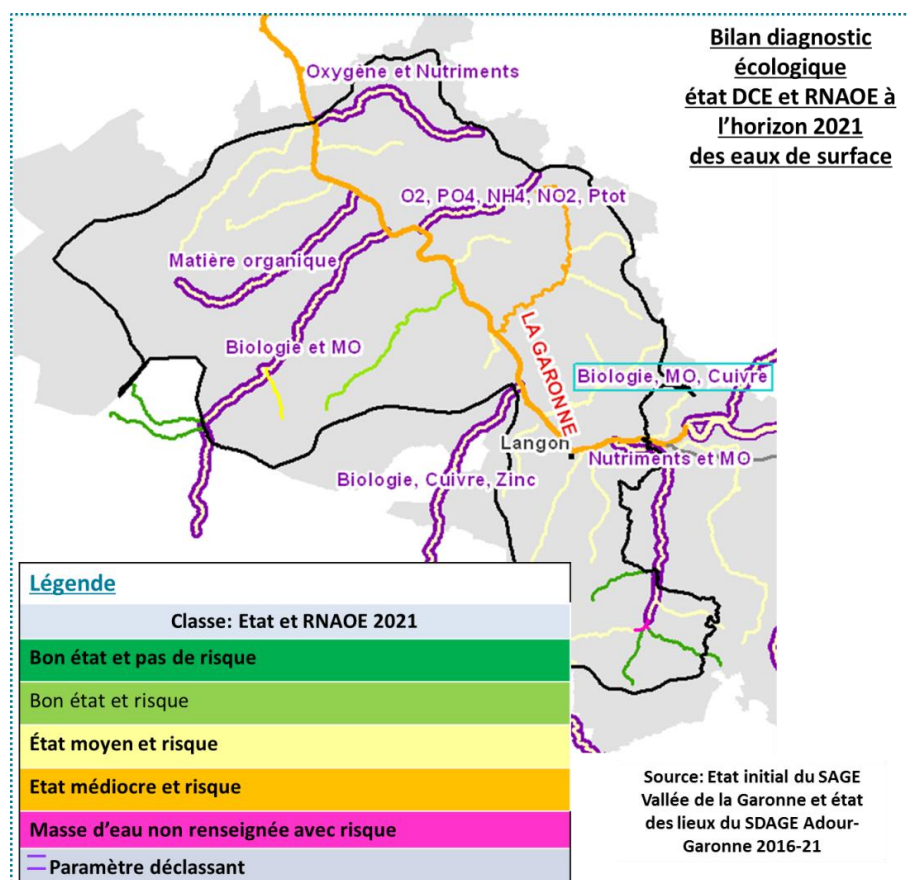 Bilan diagnostic
écologique
état DCE et RNAOE à
l’horizon 2021
des eaux de surface
Oxygène et Nutriments
O2, PO4, NH4, NO2, Ptot
Matière organique
Biologie et MO
LA GARONNE
Biologie, MO, Cuivre
Langon
Nutriments et MO
Biologie, Cuivre, Zinc
Légende
Classe: Etat et RNAOE 2021
Bon état et pas de risque
Bon état et risque
État moyen et risque
Etat médiocre et risque
Masse d’eau non renseignée avec risque
Paramètre déclassant
Source: Etat initial du SAGE
Vallée de la Garonne et état
des lieux du SDAGE Adour-
Garonne 2016-21